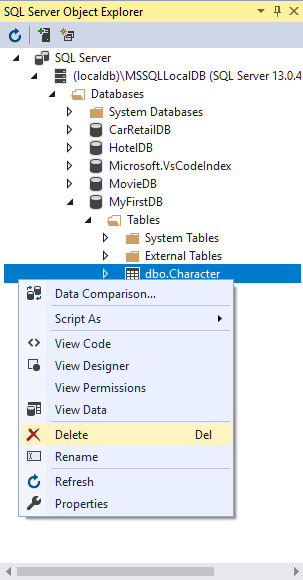 SQL Server Object Explorer
SQL Server
(localdb)\MSSQLLocalDB (SQL Server 13.0.4
Databases
System Databases
CarRetailDB
HotelDB
Microsoft.VsCodeIndex
MovieDB
MyFirstDB
Tables
System Tables
External Tables
dbo.Character
Data Comparison...
Script As
View Code
View Designer
View Permissions
View Data
Delete Del
Rename
Refresh
Properties